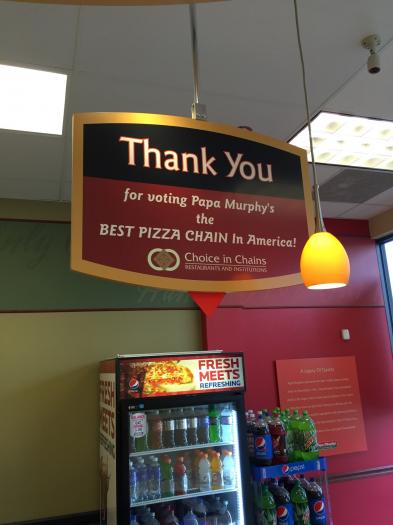 Thank You
for voting Papa Murphy's
the
BEST PIZZA CHAIN In America!
Choice in Chains
RESTAURANTS AND INSTITUTIONS
FRESH
MEETS
REFRESHING
pepsi